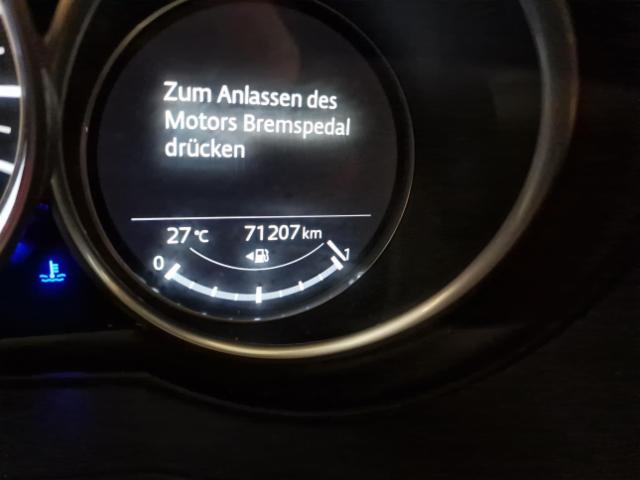 Zum Anlassen des
Motors Bremspedal
drücken
27 °C 71207 km
0 1